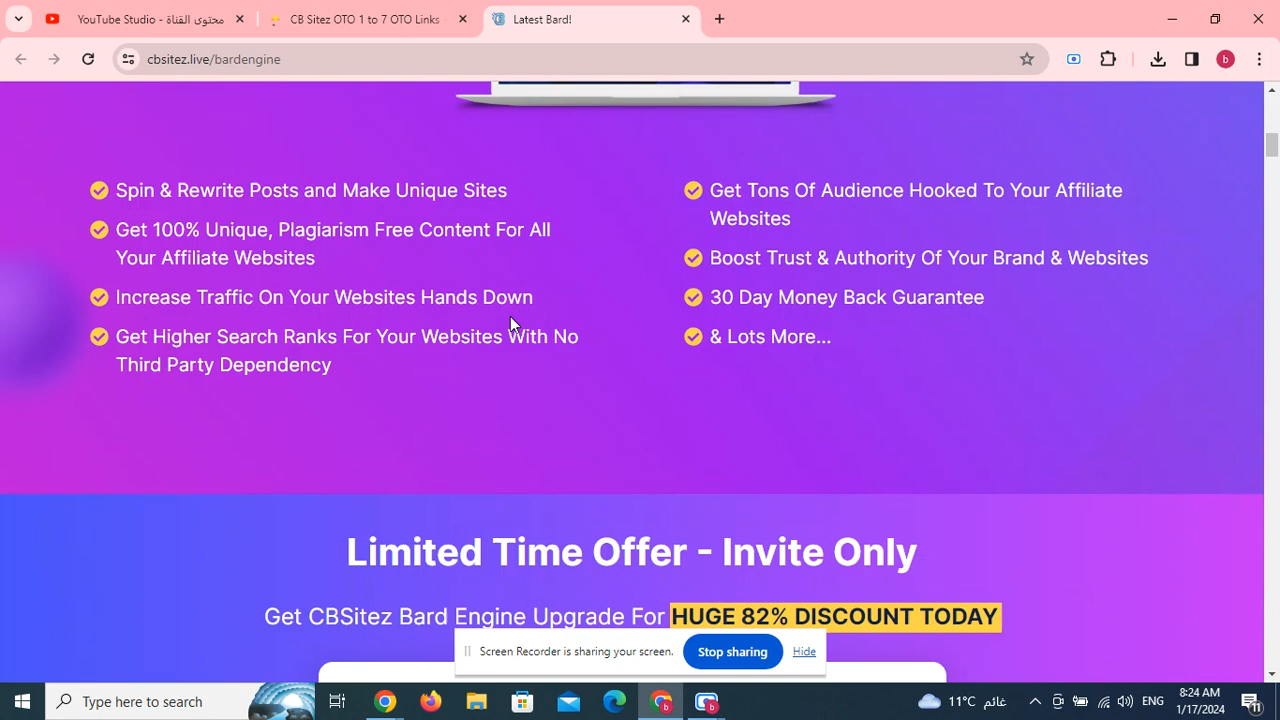 YouTube Studio - محتوى القناة
CB Sitez OTO 1 to 7 OTO Links
Latest Bard!
cbsitez.live/bardengine
b
Spin & Rewrite Posts and Make Unique Sites
Get 100% Unique, Plagiarism Free Content For All
Your Affiliate Websites
Increase Traffic On Your Websites Hands Down
Get Higher Search Ranks For Your Websites With No
Third Party Dependency
Get Tons Of Audience Hooked To Your Affiliate
Websites
Boost Trust & Authority Of Your Brand & Websites
30 Day Money Back Guarantee
& Lots More...
Limited Time Offer - Invite Only
Get CBSitez Bard Engine Upgrade For HUGE 82% DISCOUNT TODAY
Screen Recorder is sharing your screen. Stop sharing Hide
Type here to search
b
b
11°C غائم
ENG
8:24 AM
1/17/2024
11